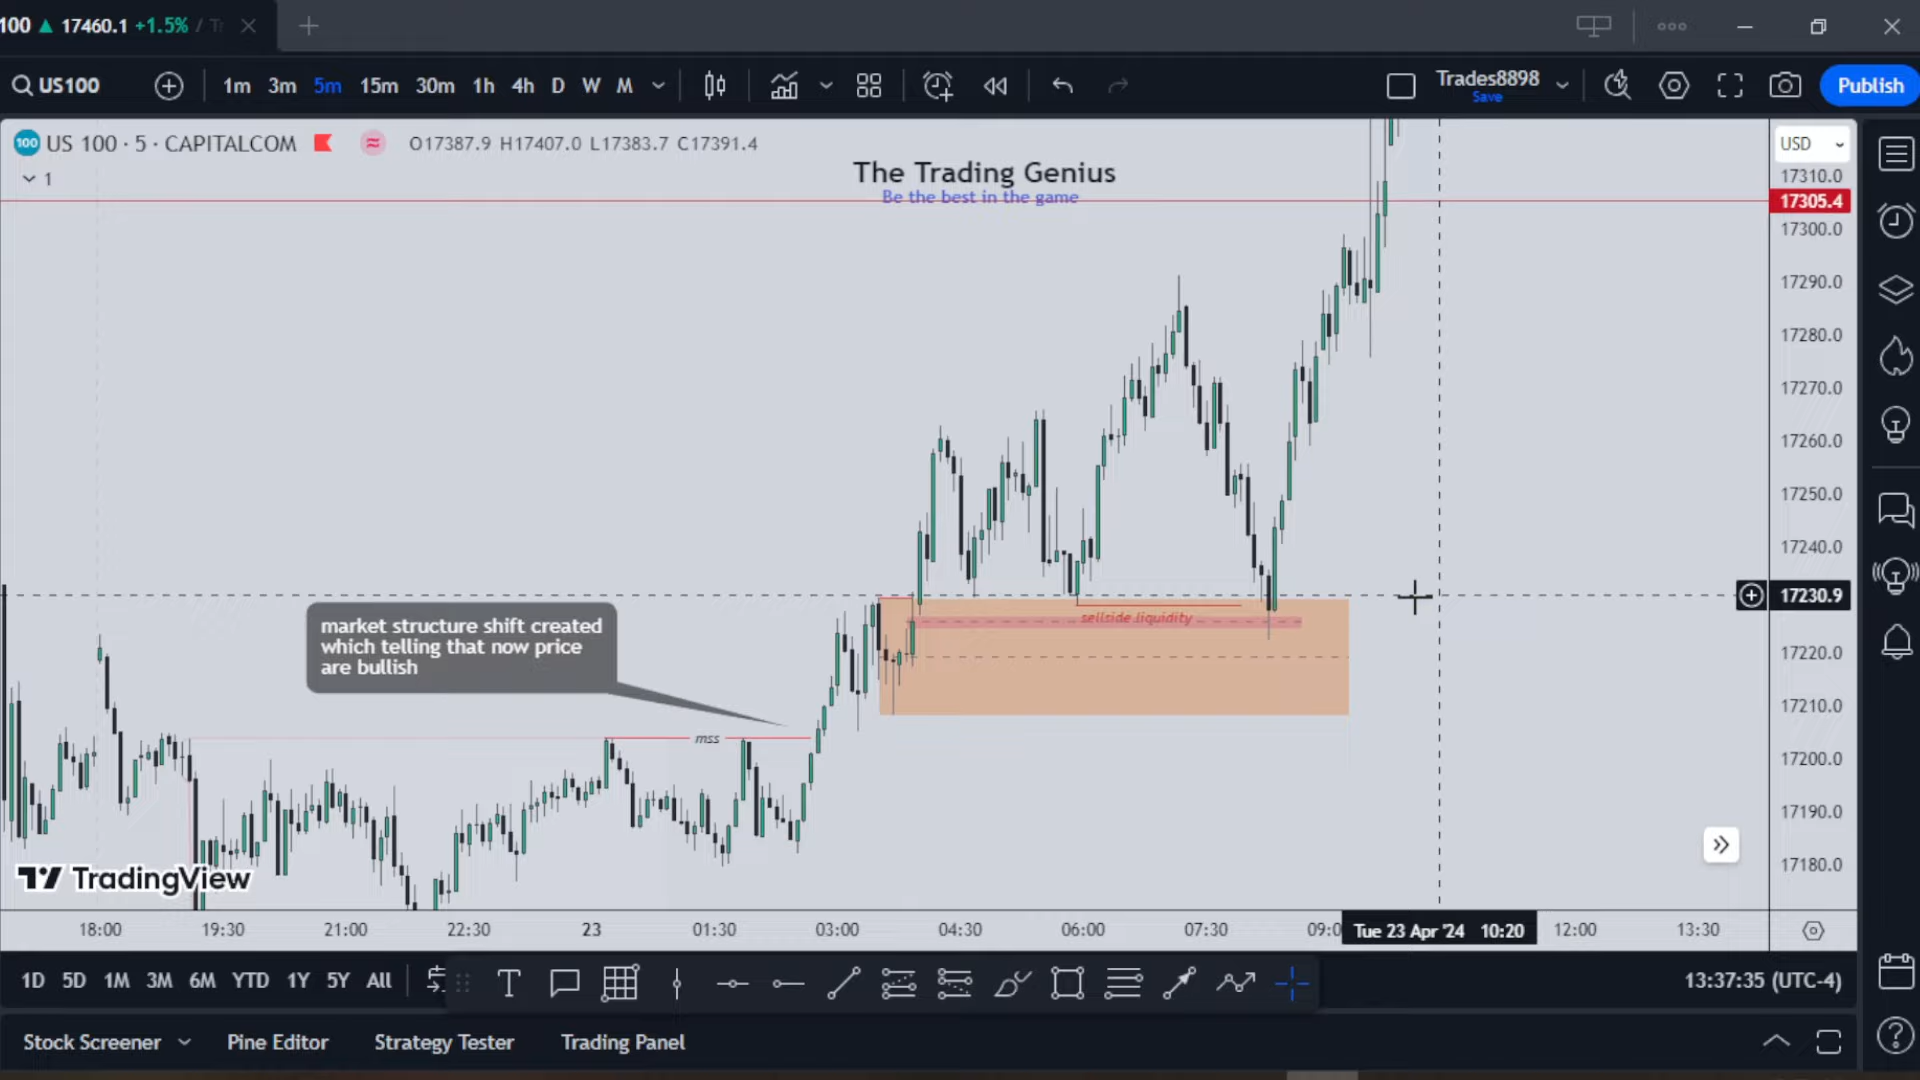 100 ▲ 17460.1 +1.5% /
US100
1m 3m 5m 15m 30m 1h 4h D W M
Trades8898
Save
Publish
100 US 100 · 5 · CAPITALCOM
O17387.9 H17407.0 L17383.7 C17391.4
1
The Trading Genius
Be the best in the game
USD
17310.0
17305.4
17300.0
17290.0
17280.0
17270.0
17260.0
17250.0
17240.0
17230.9
17220.0
17210.0
17200.0
17190.0
17180.0
sellside liquidity
market structure shift created
which telling that now price
are bullish
mss
TradingView
18:00 19:30 21:00 22:30 23 01:30 03:00 04:30 06:00 07:30 09:0 Tue 23 Apr '24 10:20 12:00 13:30
1D 5D 1M 3M 6M YTD 1Y 5Y All
13:37:35 (UTC-4)
Stock Screener Pine Editor Strategy Tester Trading Panel